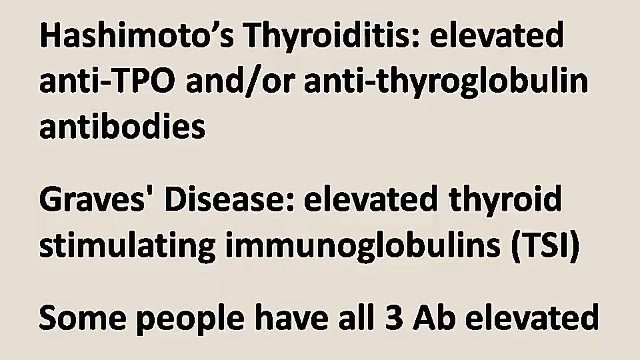 Hashimoto’s Thyroiditis: elevated
anti-TPO and/or anti-thyroglobulin
antibodies
Graves' Disease: elevated thyroid
stimulating immunoglobulins (TSI)
Some people have all 3 Ab elevated